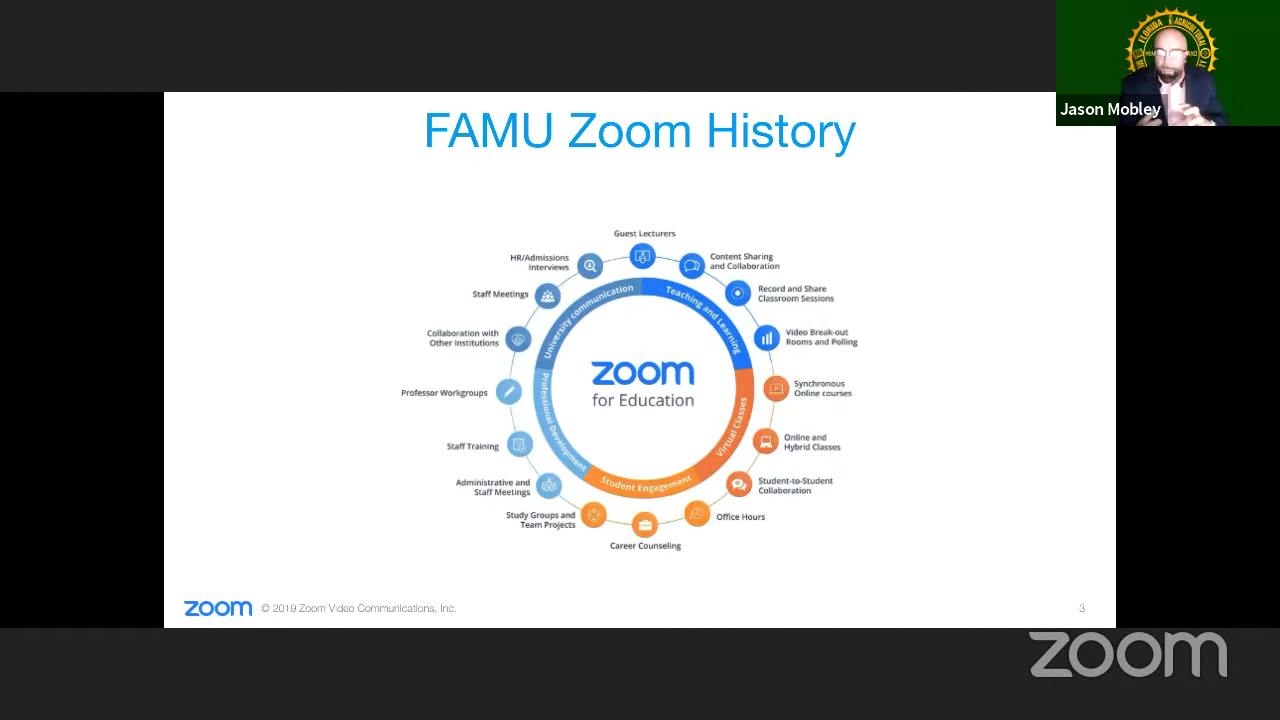 FLORIDA AGRICULTURAL
Jason Mobley
FAMU Zoom History
Guest Lecturers
Content Sharing
and Collaboration
Record and Share
Classroom Sessions
Video Break-out
Rooms and Polling
Synchronous
Online courses
Online and
Hybrid Classes
Student-to-Student
Collaboration
Office Hours
Career Counseling
Study Groups and
Team Projects
Administrative and
Staff Meetings
Staff Training
Professor Workgroups
Collaboration with
Other Institutions
Staff Meetings
HR/Admissions
Interviews
University communication
Teaching and Learning
Virtual Classes
Student Engagement
Professional Development
zoom
for Education
zoom © 2019 Zoom Video Communications, Inc.
3
zoom